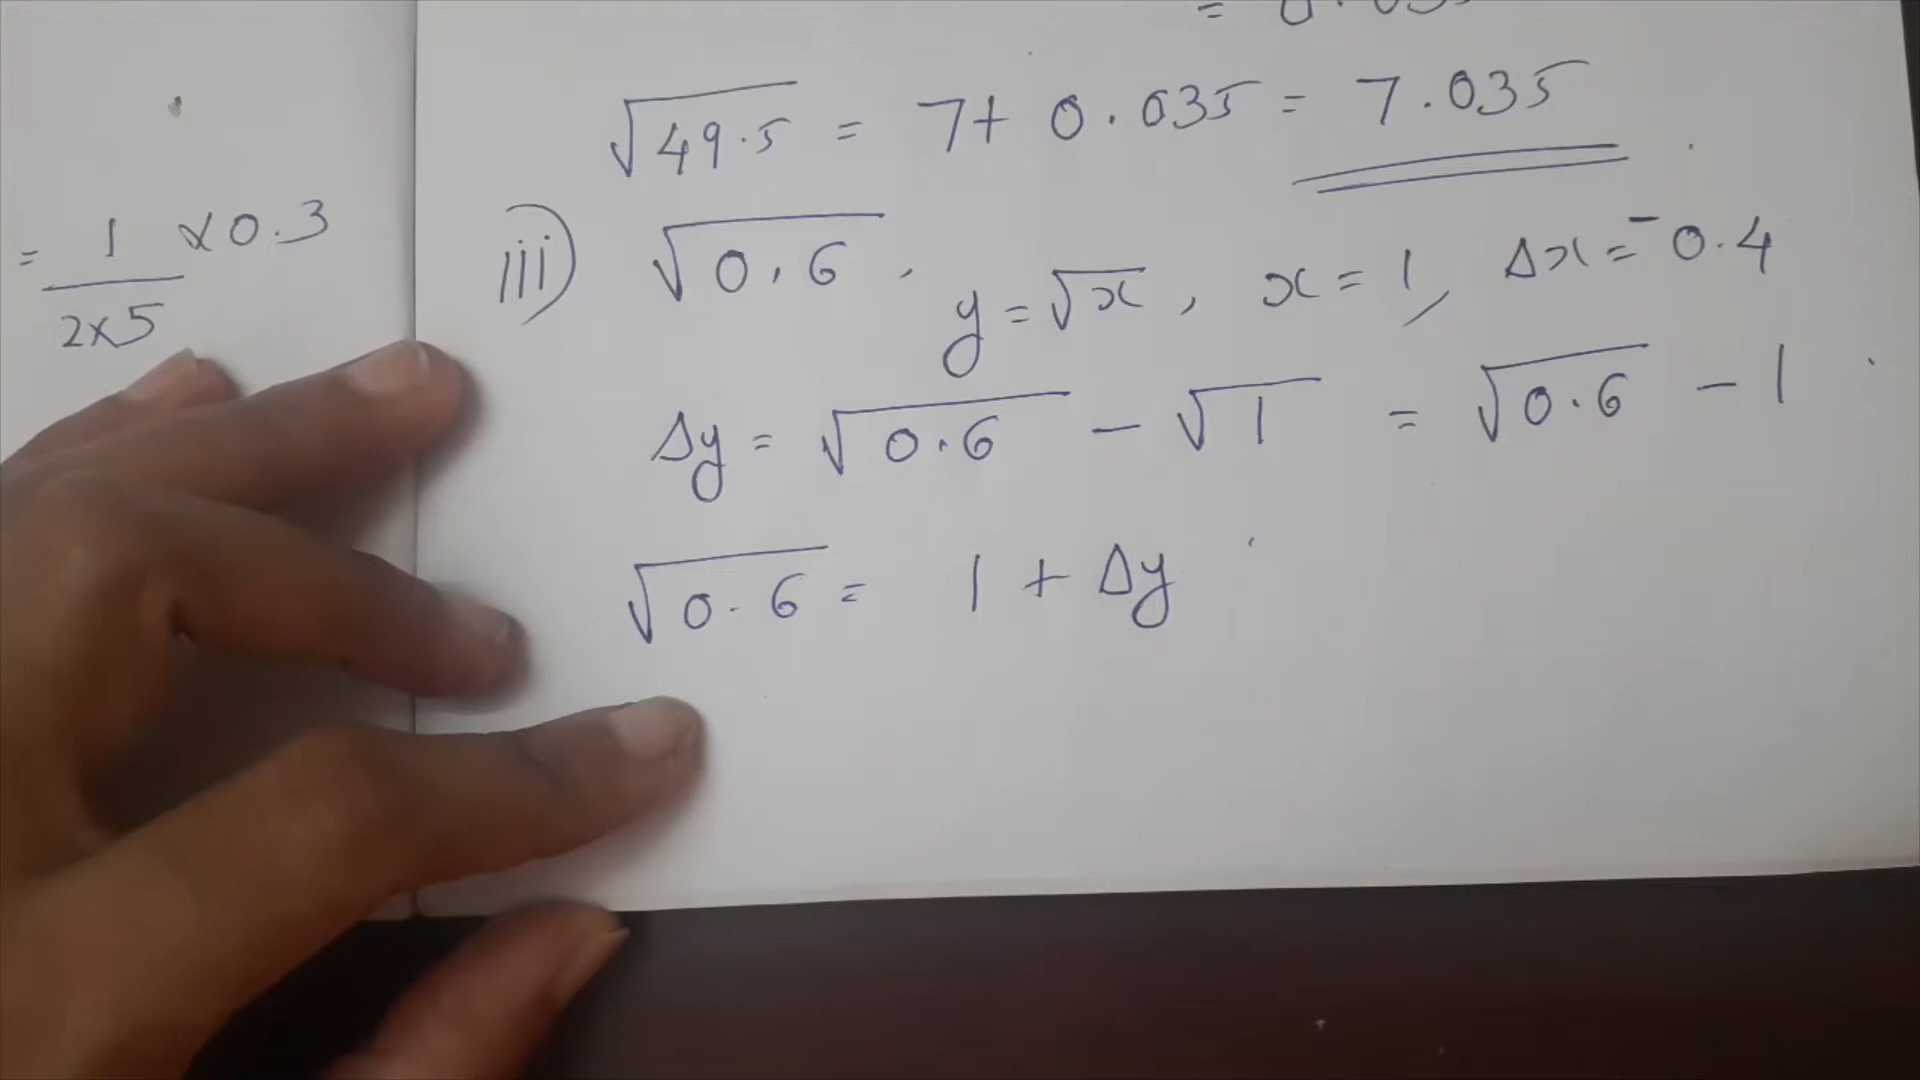 = 1/(2×5) × 0.3
√49.5 = 7+ 0.035 = 7.035
iii) √0.6 , y = √x , x = 1, Δx = -0.4
Δy = √0.6 - √1 = √0.6 - 1
√0.6 = 1 + Δy